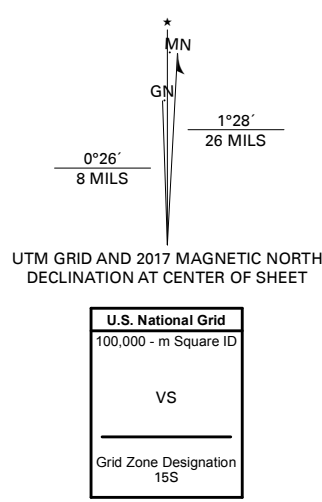 ★
MN
GN
1°28´
26 MILS
0°26´
8 MILS
UTM GRID AND 2017 MAGNETIC NORTH
DECLINATION AT CENTER OF SHEET
U.S. National Grid
100,000 - m Square ID
VS
Grid Zone Designation
15S